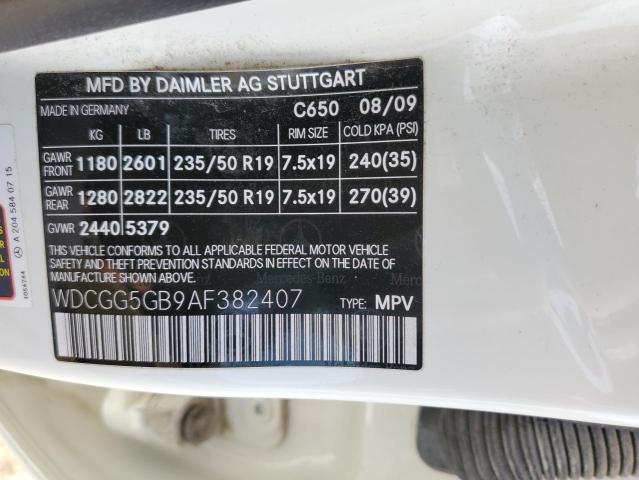 MFD BY DAIMLER AG STUTTGART
MADE IN GERMANY C650 08/09
KG LB TIRES RIM SIZE COLD KPA (PSI)
GAWR FRONT 1180 2601 235/50 R19 7.5x19 240(35)
GAWR REAR 1280 2822 235/50 R19 7.5x19 270(39)
GVWR 2440 5379
THIS VEHICLE CONFORMS TO ALL APPLICABLE FEDERAL MOTOR VEHICLE
SAFETY AND THEFT PREVENTION STANDARDS IN EFFECT ON THE DATE
OF MANUFACTURE SHOWN ABOVE.
Mercedes-Benz
WDCGG5GB9AF382407 TYPE: MPV
A 204 584 07 15